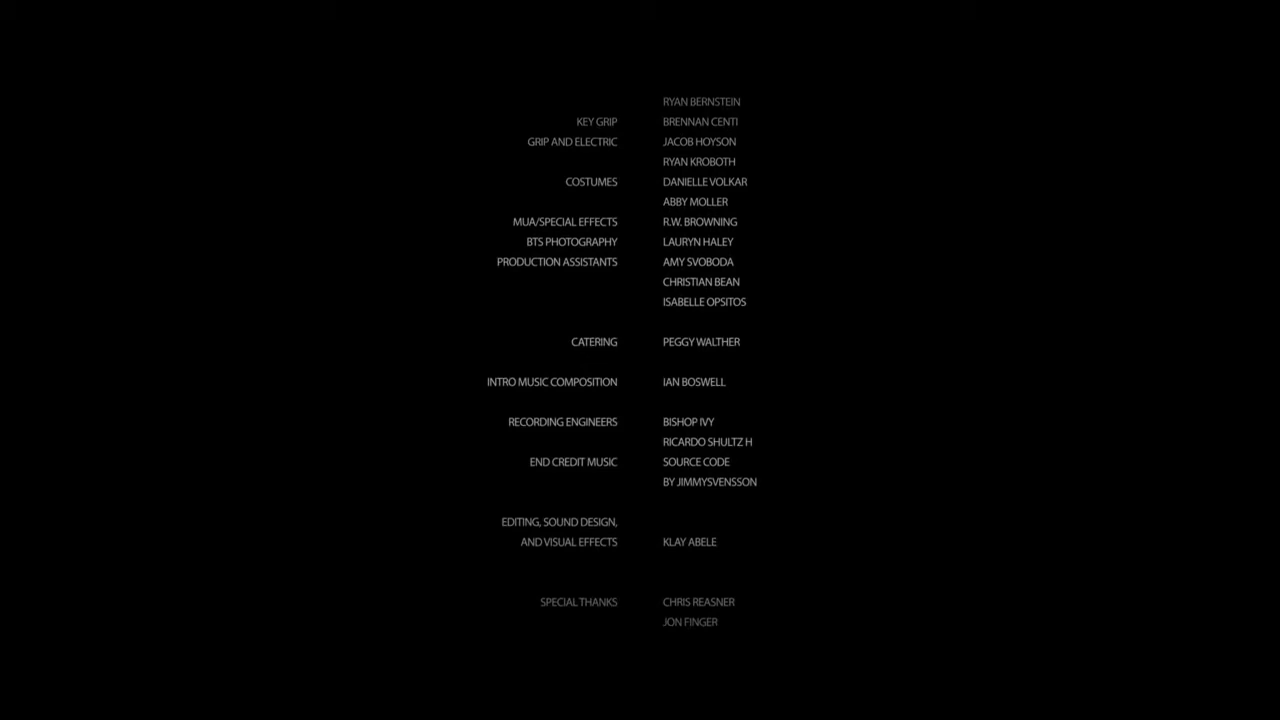 RYAN BERNSTEIN
KEY GRIP BRENNAN CENTI
GRIP AND ELECTRIC JACOB HOYSON
RYAN KROBOTH
COSTUMES DANIELLE VOLKAR
ABBY MOLLER
MUA/SPECIAL EFFECTS R.W. BROWNING
BTS PHOTOGRAPHY LAURYN HALEY
PRODUCTION ASSISTANTS AMY SVOBODA
CHRISTIAN BEAN
ISABELLE OPSITOS
CATERING PEGGY WALTHER
INTRO MUSIC COMPOSITION IAN BOSWELL
RECORDING ENGINEERS BISHOP IVY
RICARDO SHULTZ H
END CREDIT MUSIC SOURCE CODE
BY JIMMYSVENSSON
EDITING, SOUND DESIGN,
AND VISUAL EFFECTS KLAY ABELE
SPECIAL THANKS CHRIS REASNER
JON FINGER